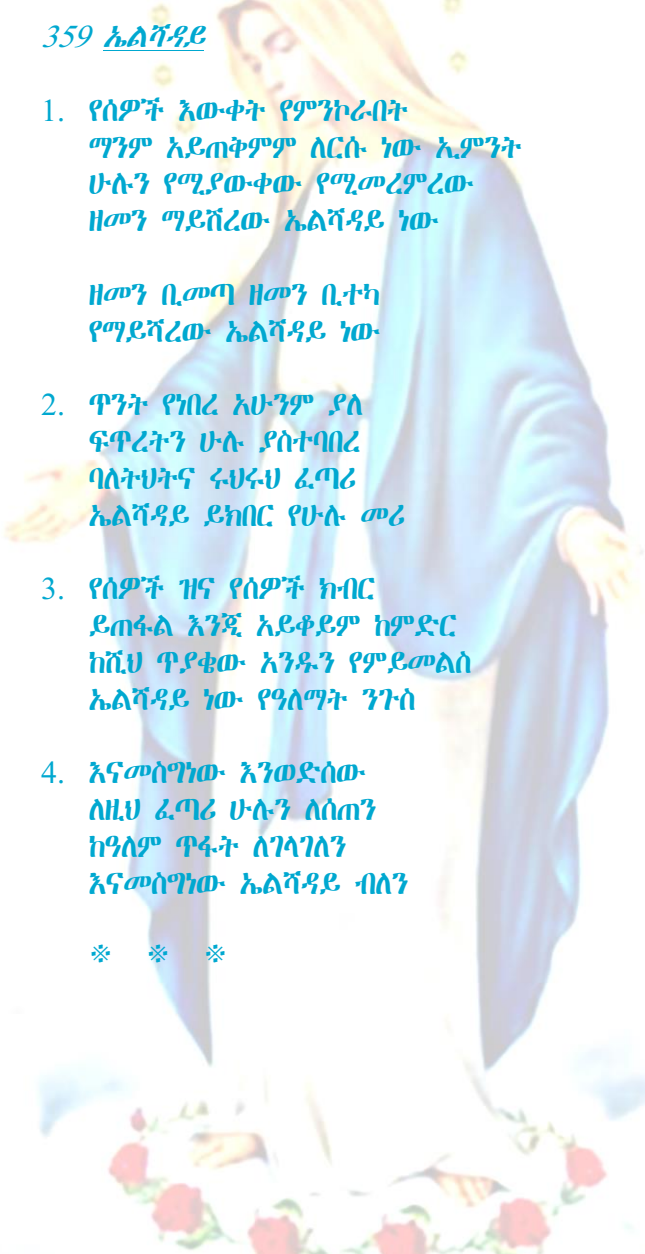 359 ኤልሻዳይ
1. የሰዎች እውቀት የምንኮራበት
ማንም አይጠቅምም ለርሱ ነው ኢምንት
ሁሉን የሚያውቀው የሚመረምረው
ዘመን ማይሽረው ኤልሻዳይ ነው
ዘመን ቢመጣ ዘመን ቢተካ
የማይሻረው ኤልሻዳይ ነው
2. ጥንት የነበረ አሁንም ያለ
ፍጥረትን ሁሉ ያስተባበረ
ባለትህትና ሩህሩህ ፈጣሪ
ኤልሻዳይ ይክበር የሁሉ መሪ
3. የሰዎች ዝና የሰዎች ክብር
ይጠፋል እንጂ አይቆይም ከምድር
ከሺህ ጥያቄው አንዱን የምይመልስ
ኤልሻዳይ ነው የዓለማት ንጉስ
4. እናመስግነው እንወድሰው
ለዚህ ፈጣሪ ሁሉን ለሰጠን
ከዓለም ጥፋት ለገላገለን
እናመስግነው ኤልሻዳይ ብለን
※ ※ ※